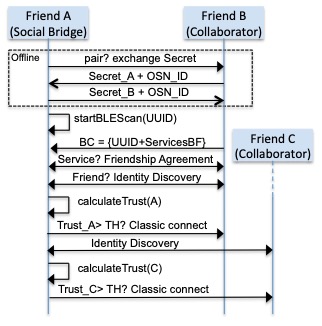 Friend A
(Social Bridge)
Friend B
(Collaborator)
Offline
pair? exchange Secret
Secret_A + OSN_ID
Secret_B + OSN_ID
startBLEScan(UUID)
BC = {UUID+ServicesBF}
Friend C
(Collaborator)
Service? Friendship Agreement
Friend? Identity Discovery
calculateTrust(A)
Trust_A> TH? Classic connect
Identity Discovery
calculateTrust(C)
Trust_C> TH? Classic connect